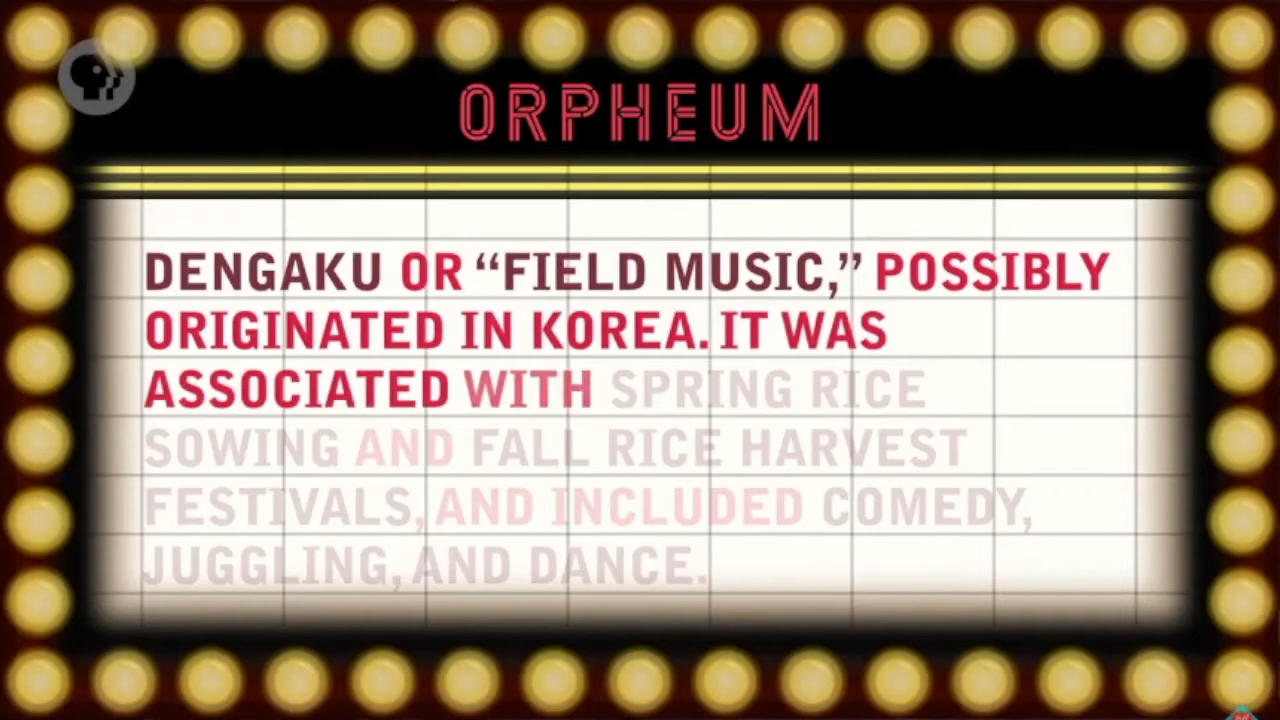 ORPHEUM
DENGAKU OR “FIELD MUSIC,” POSSIBLY
ORIGINATED IN KOREA. IT WAS
ASSOCIATED WITH SPRING RICE
SOWING AND FALL RICE HARVEST
FESTIVALS, AND INCLUDED COMEDY,
JUGGLING, AND DANCE.